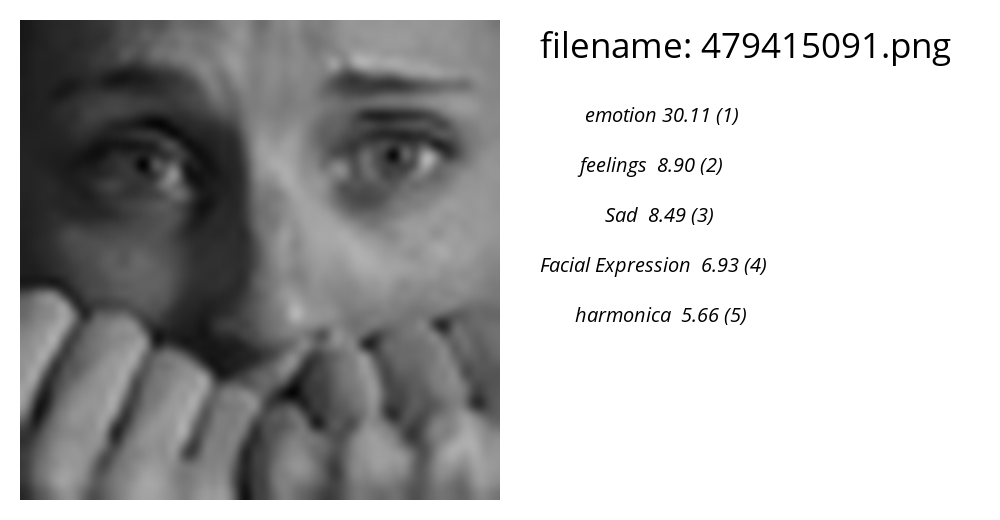 filename: 479415091.png
emotion 30.11 (1)
feelings 8.90 (2)
Sad 8.49 (3)
Facial Expression 6.93 (4)
harmonica 5.66 (5)